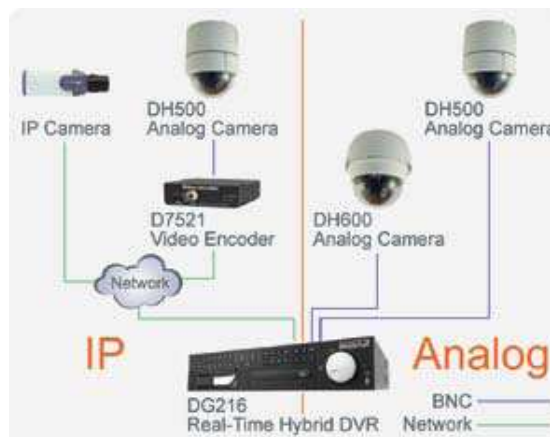 IP Camera
DH500
Analog Camera
DH500
Analog Camera
D7521
Video Encoder
DH600
Analog Camera
Network
IP
Analog
DG216
Real-Time Hybrid DVR
BNC
Network